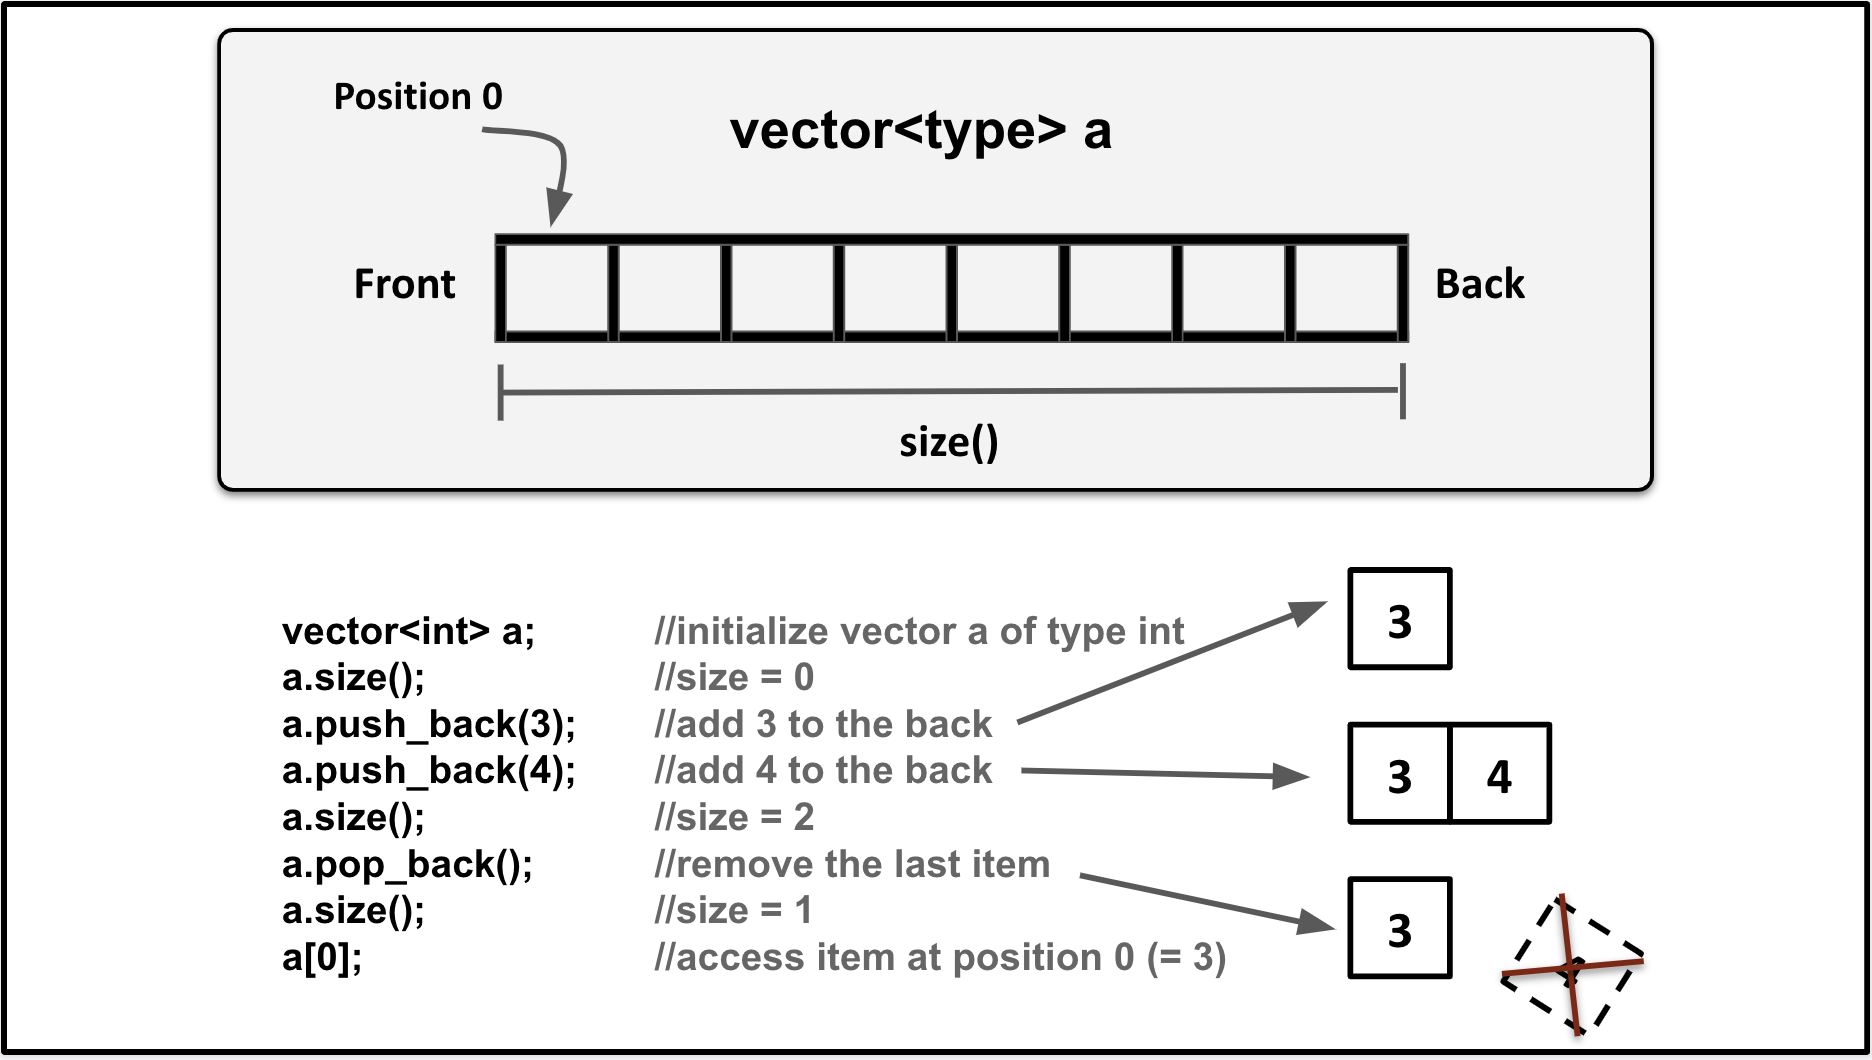 Position 0
vector<type> a
Front
Back
size()
vector<int> a; //initialize vector a of type int
a.size(); //size = 0
a.push_back(3); //add 3 to the back
a.push_back(4); //add 4 to the back
a.size(); //size = 2
a.pop_back(); //remove the last item
a.size(); //size = 1
a[0]; //access item at position 0 (= 3)
3
3 4
3